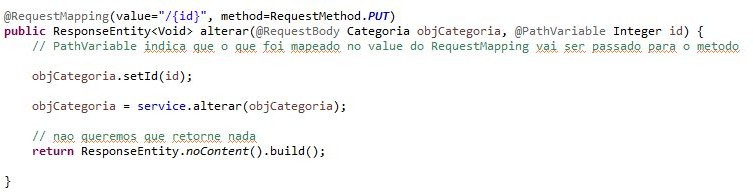 @RequestMapping(value="/{id}", method=RequestMethod.PUT)
public ResponseEntity<Void> alterar(@RequestBody Categoria objCategoria, @PathVariable Integer id) {
// PathVariable indica que o que foi mapeado no value do RequestMapping vai ser passado para o metodo
objCategoria.setId(id);
objCategoria = service.alterar(objCategoria);
// nao queremos que retorne nada
return ResponseEntity.noContent().build();
}